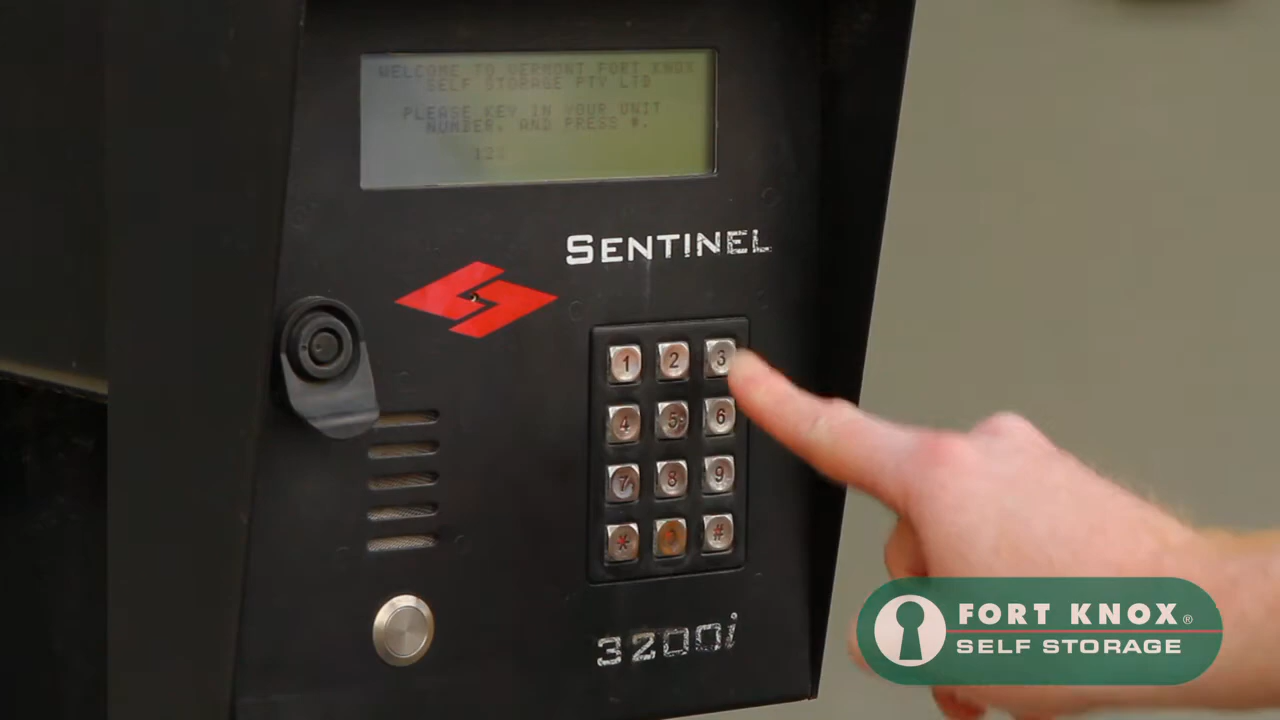 WELCOME TO VERMONT FORT KNOX
SELF STORAGE PTY LTD
PLEASE KEY IN YOUR UNIT
NUMBER, AND PRESS #.
SENTINEL
1 2 3
4 5 6
7 8 9
* #
3200i
FORT KNOX®
SELF STORAGE